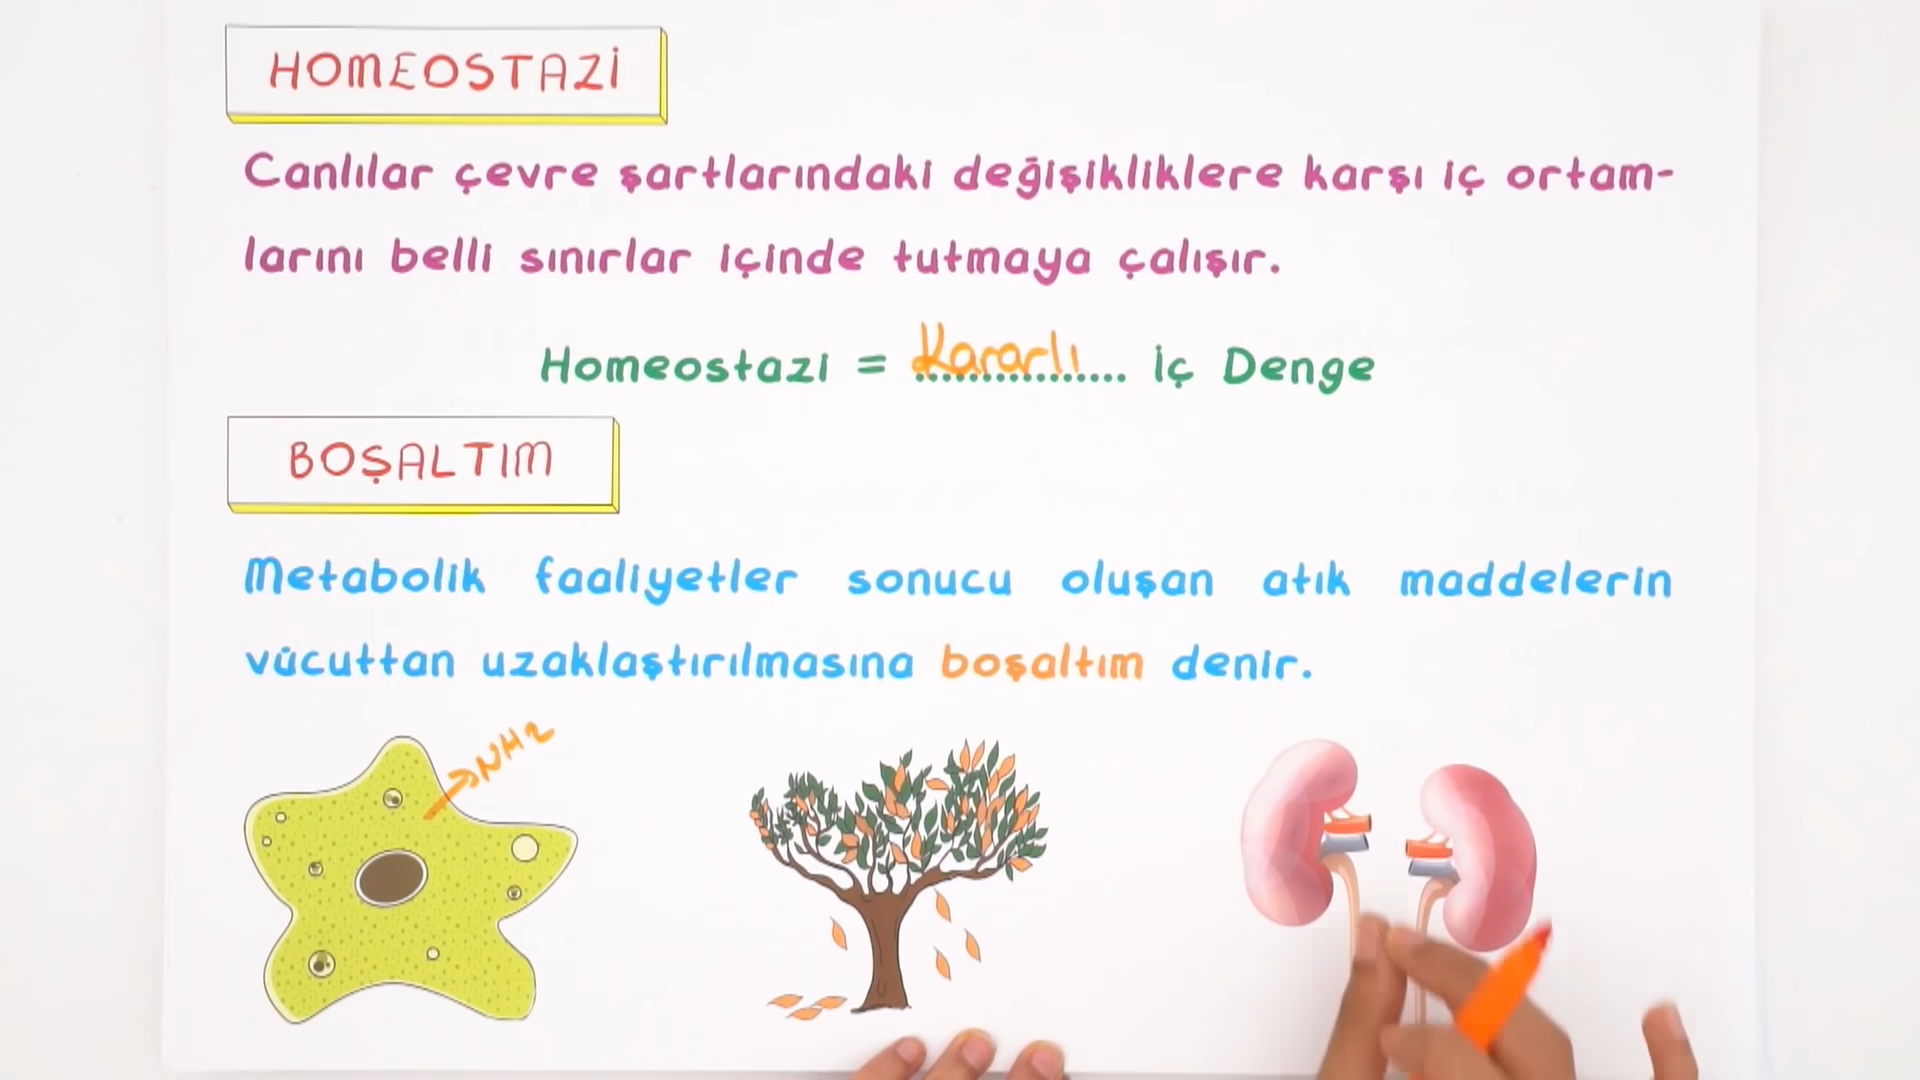 HOMEOSTAZİ
Canlılar çevre şartlarındaki değişikliklere karşı iç ortam-
larını belli sınırlar içinde tutmaya çalışır.
Homeostazi = Kararlı................ İç Denge
BOŞALTIM
Metabolik faaliyetler sonucu oluşan atık maddelerin
vücuttan uzaklaştırılmasına boşaltım denir.
NH2